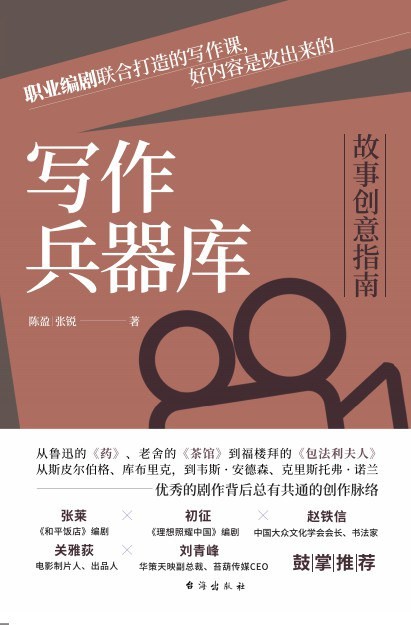 职业编剧联合打造的写作课，
好内容是改出来的
写作
兵器库
故事创意指南
陈盈|张锐———著
从鲁迅的《药》、老舍的《茶馆》到福楼拜的《包法利夫人》
从斯皮尔伯格、库布里克，到韦斯·安德森、克里斯托弗·诺兰
———优秀的剧作背后总有共通的创作脉络
张莱 × 初征 × 赵铁信
《和平饭店》编剧 《理想照耀中国》编剧 中国大众文化学会会长、书法家
关雅荻 × 刘青峰 鼓|掌|推|荐
电影制片人、出品人 华策天映副总裁、苔葫传媒CEO
台海出版社